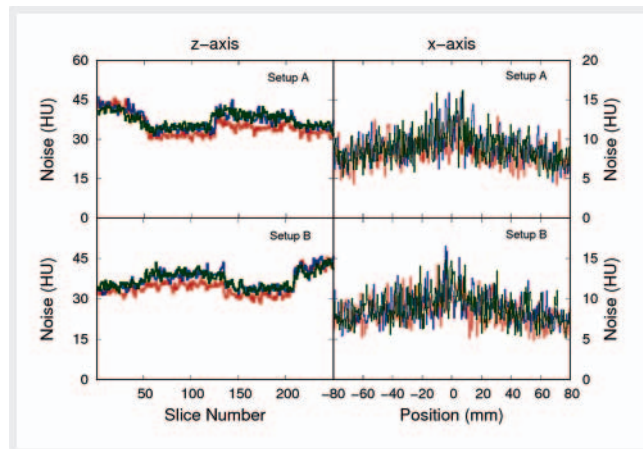 z-axis x-axis
60 20
Setup A Setup A
45 15
Noise (HU) Noise (HU)
30 10
15 5
0 0
Setup B Setup B
45 15
Noise (HU) Noise (HU)
30 10
15 5
0 0
50 100 150 200 -80 -60 -40 -20 0 20 40 60 80
Slice Number Position (mm)